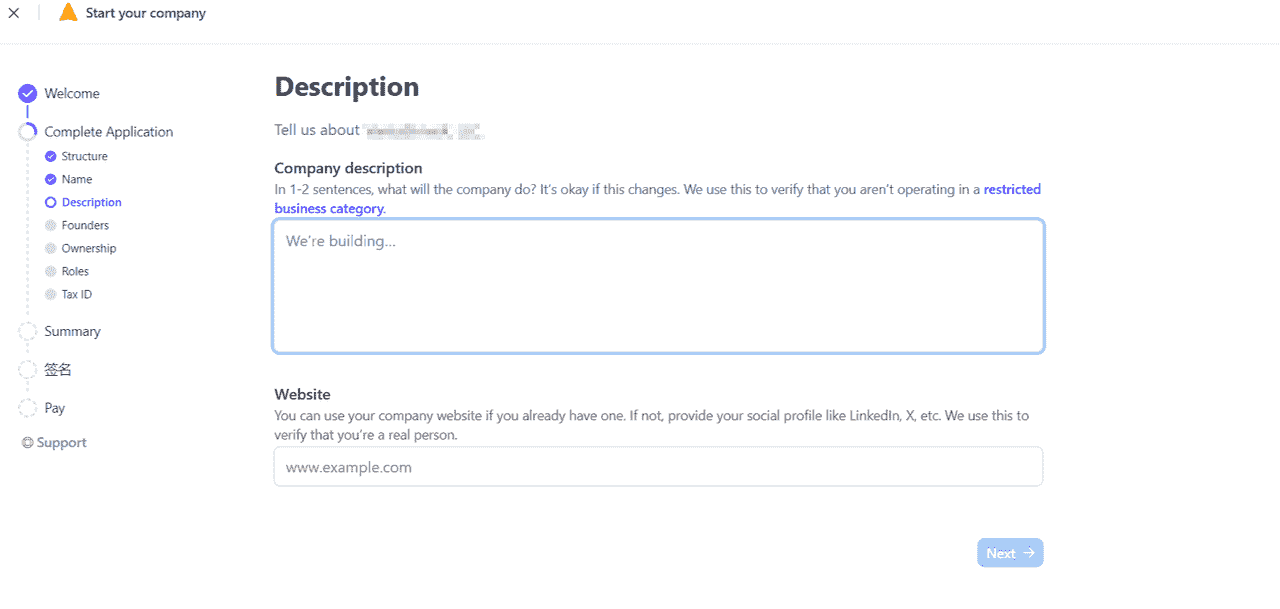 Start your company
Welcome
Complete Application
Structure
Name
Description
Founders
Ownership
Roles
Tax ID
Summary
签名
Pay
Support
Description
Tell us about
Company description
In 1-2 sentences, what will the company do? It's okay if this changes. We use this to verify that you aren't operating in a restricted
business category.
We're building...
Website
You can use your company website if you already have one. If not, provide your social profile like LinkedIn, X, etc. We use this to
verify that you're a real person.
www.example.com
Next →